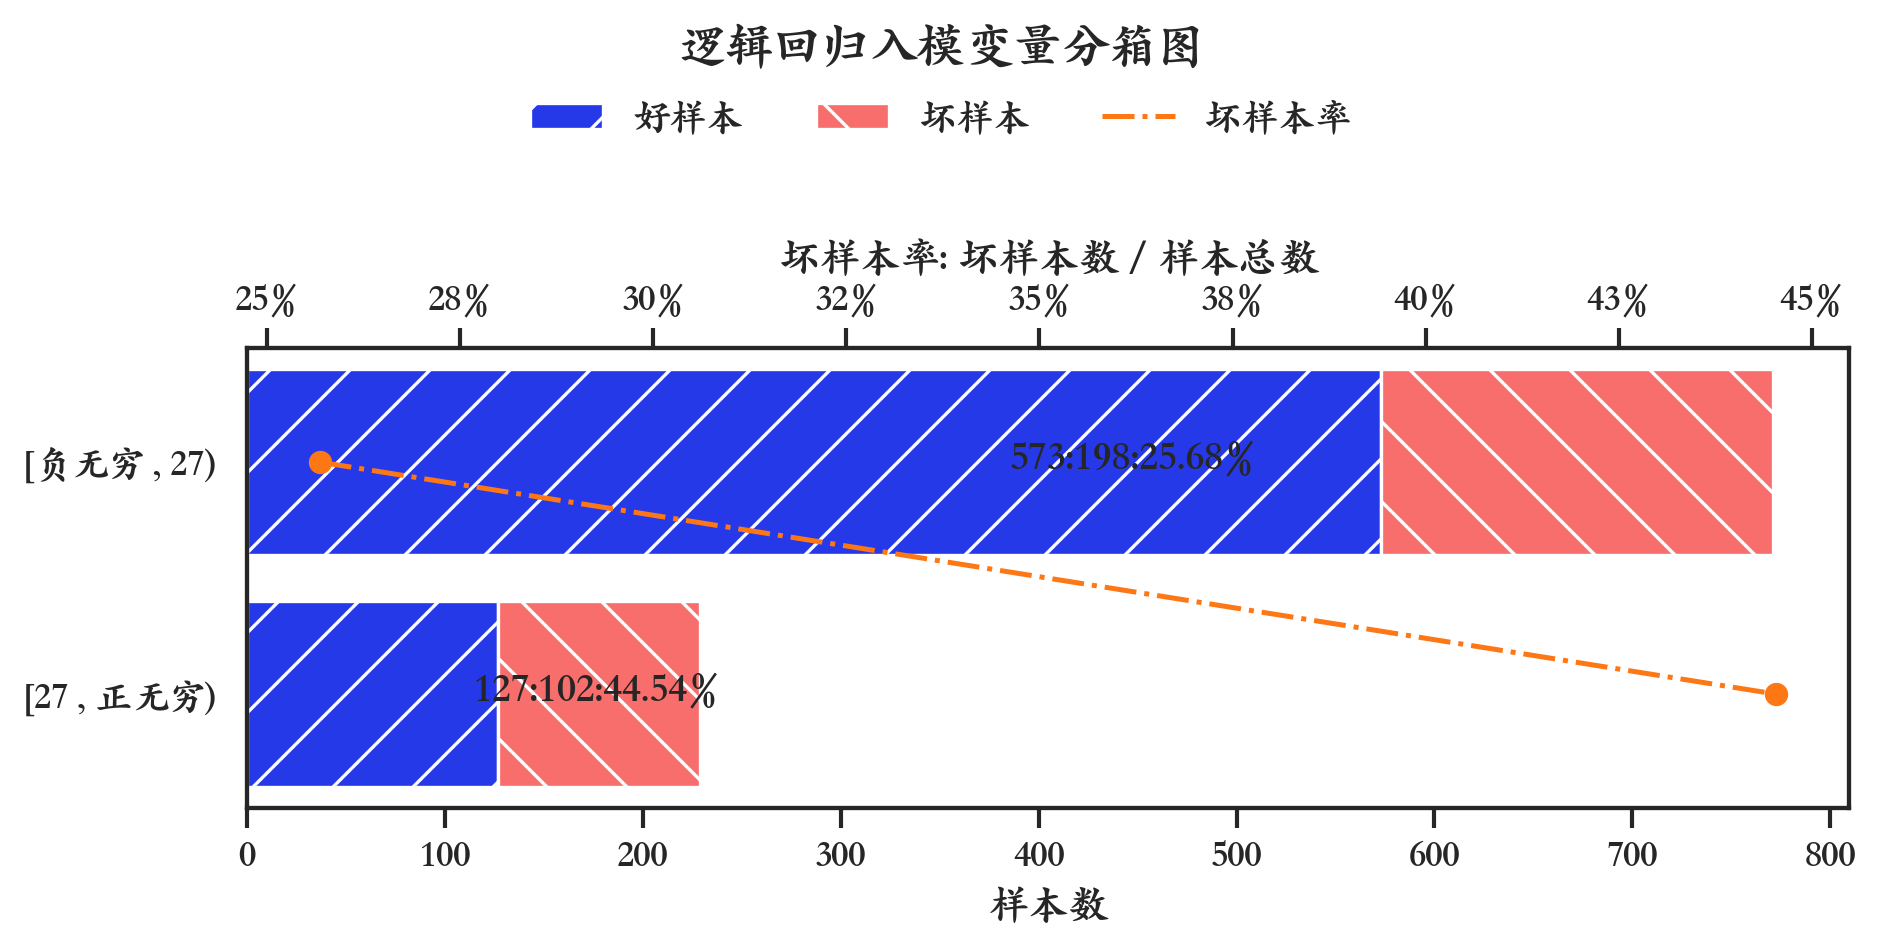 逻辑回归入模变量分箱图
好样本 坏样本 坏样本率
坏样本率: 坏样本数 / 样本总数
25% 28% 30% 32% 35% 38% 40% 43% 45%
[负无穷 , 27)
573:198:25.68%
[27 , 正无穷)
127:102:44.54%
0 100 200 300 400 500 600 700 800
样本数